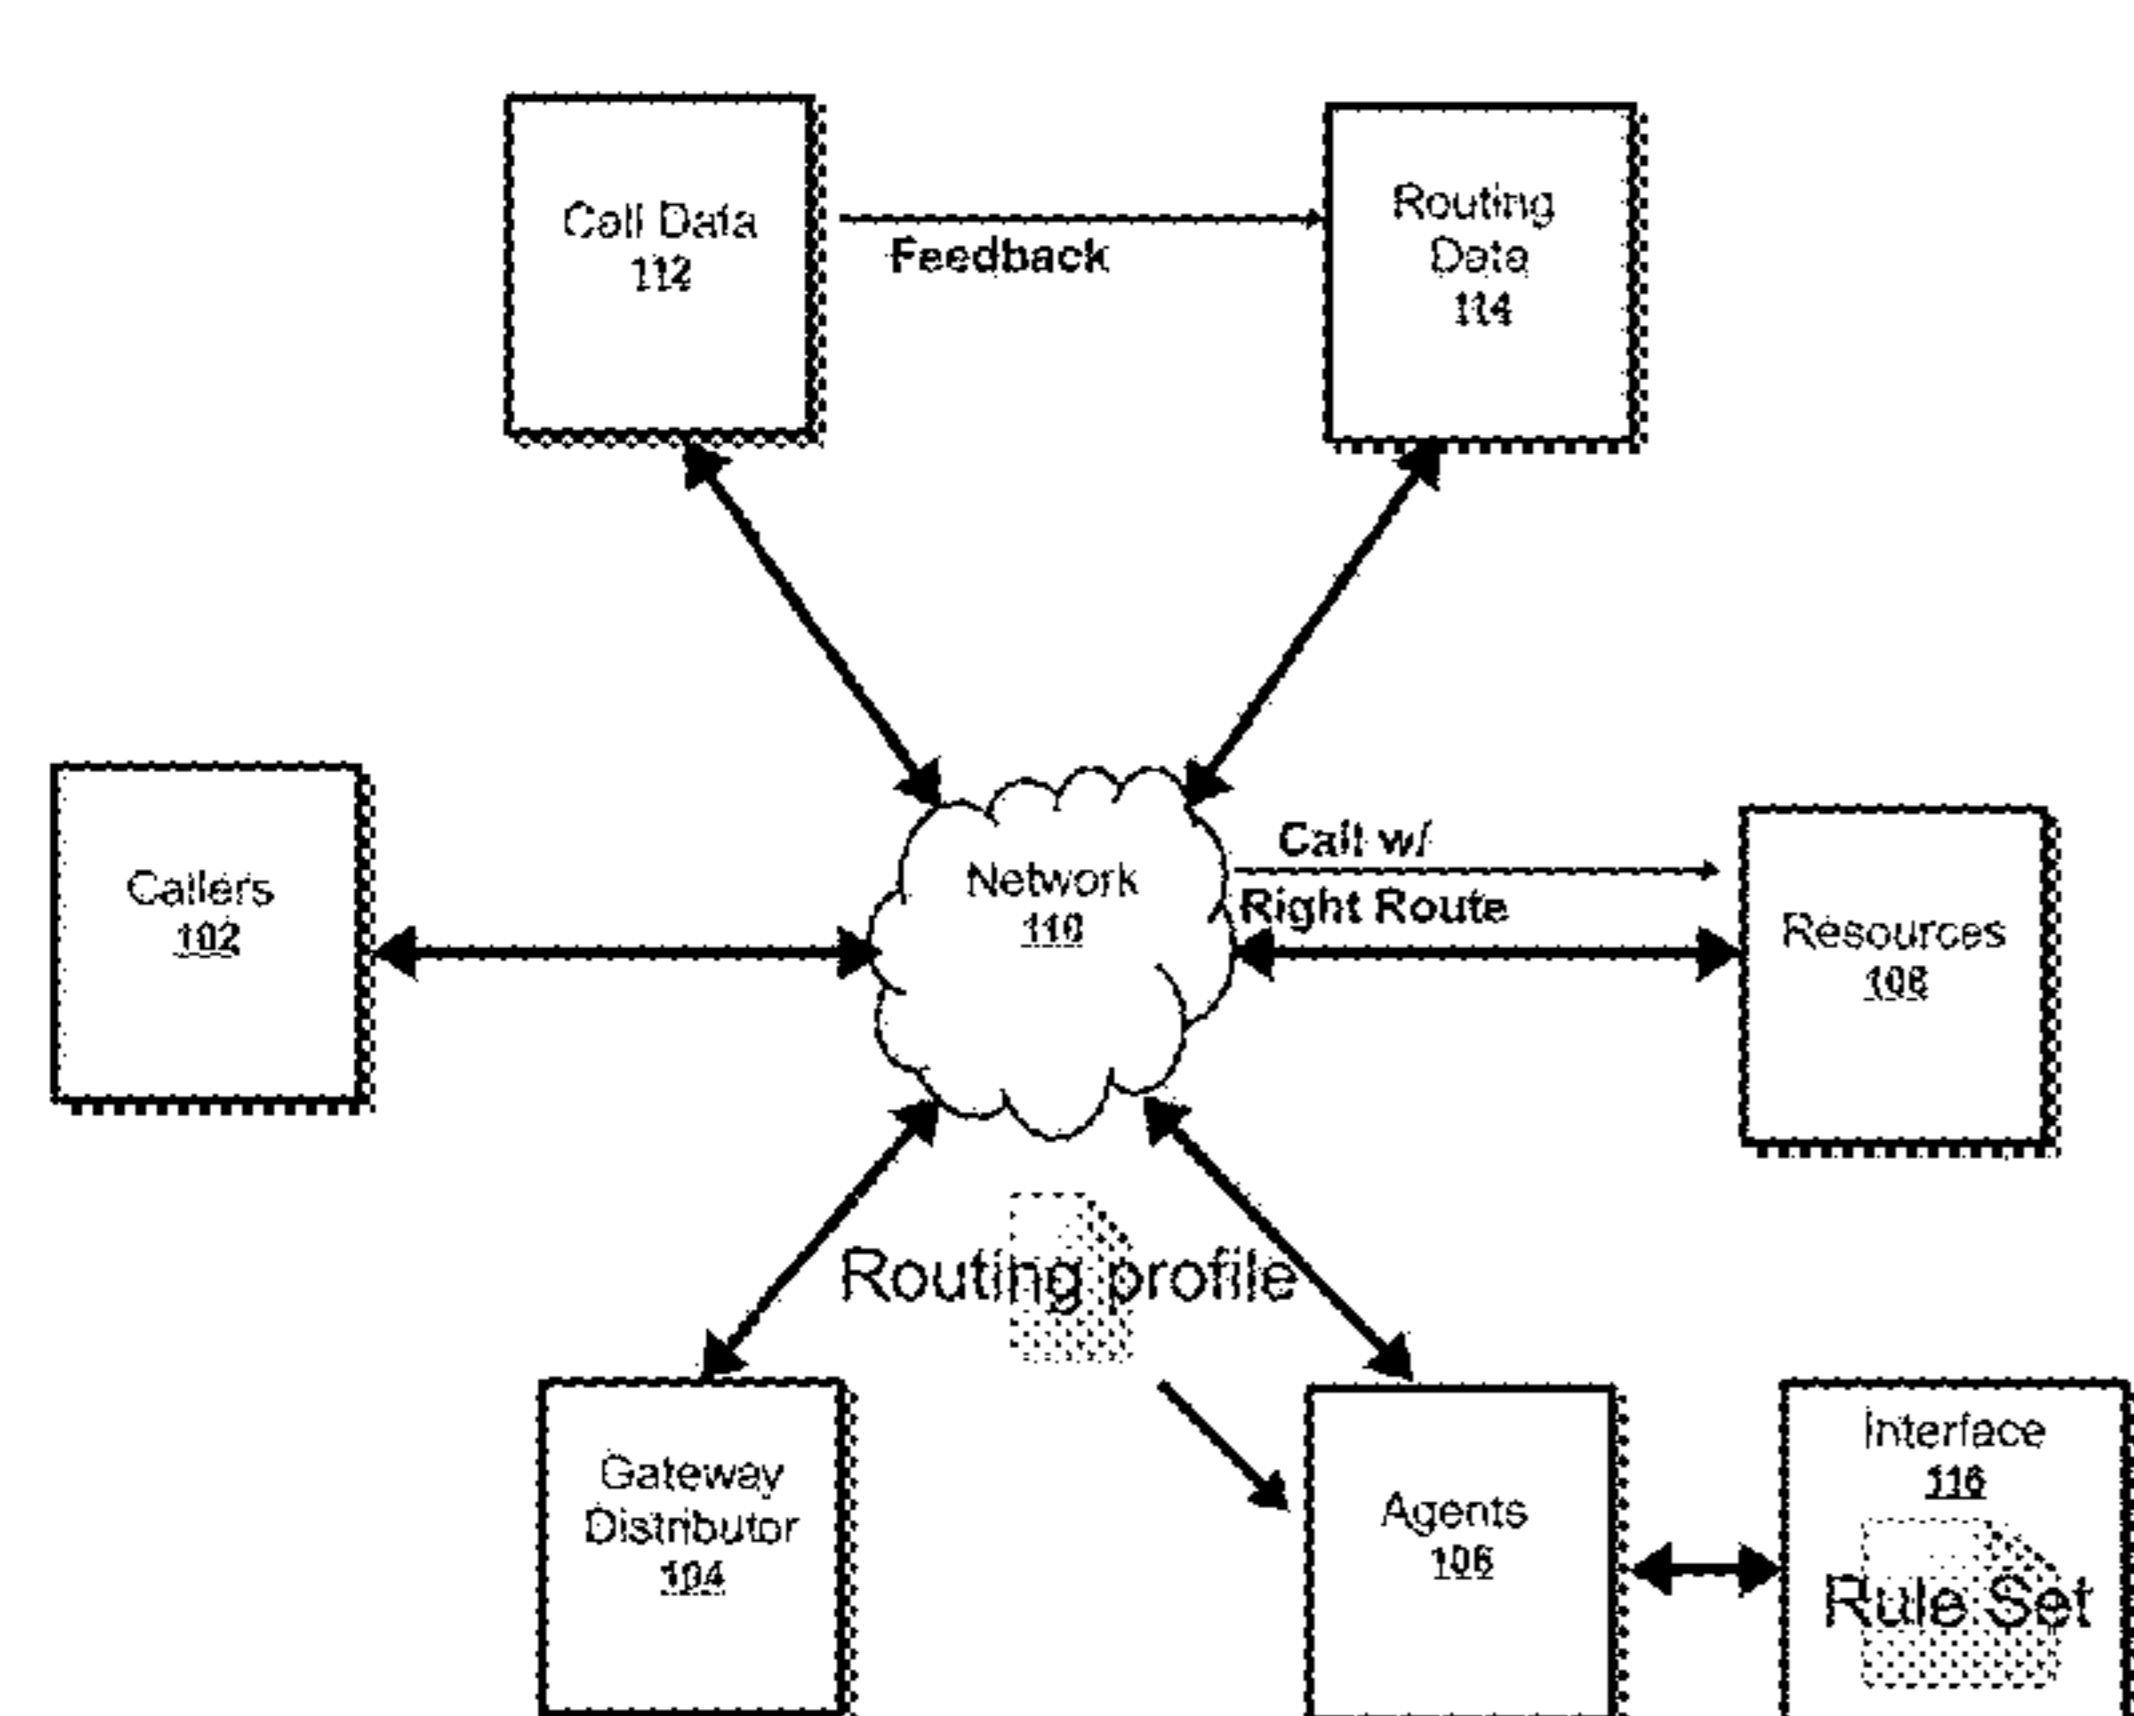 Call Data
112
Feedback
Routing
Data
114
Callers
102
Network
110
Call w/
Right Route
Resources
108
Routing profile
Gateway
Distributor
104
Agents
106
Interface
116
Rule Set